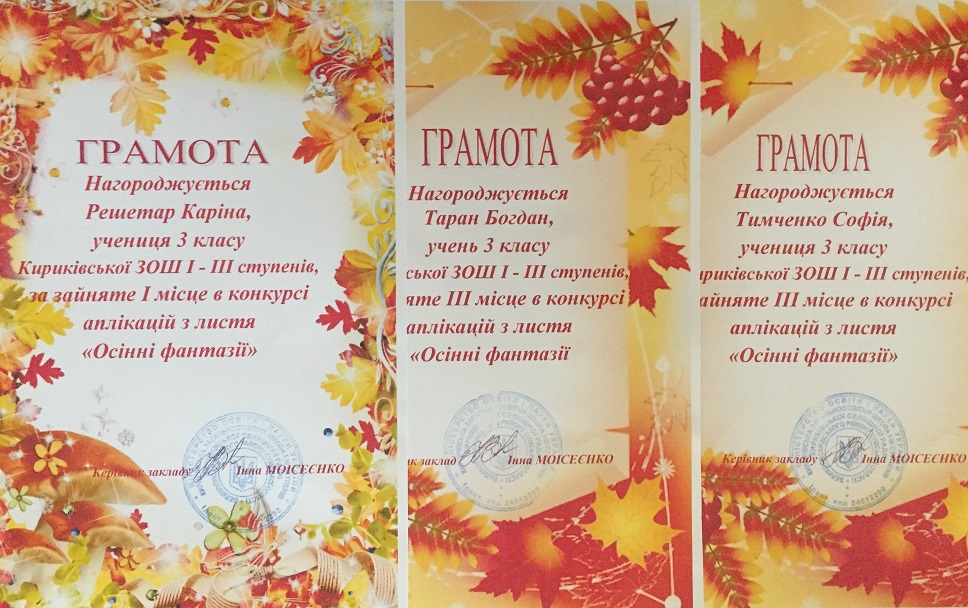 ГРАМОТА
Нагороджується
Решетар Каріна,
учениця 3 класу
Кириківської ЗОШ І - ІІІ ступенів,
за зайняте І місце в конкурсі
аплікацій з листя
«Осінні фантазії»
Керівник закладу Інна МОІСЕЄНКО
ГРАМОТА
Нагороджується
Таран Богдан,
учень 3 класу
ської ЗОШ І - ІІІ ступенів,
яте ІІІ місце в конкурсі
аплікацій з листя
«Осінні фантазії
ик заклад Інна МОІСЕЄНКО
ГРАМОТА
Нагороджується
Тимченко Софія,
учениця 3 класу
ириківської ЗОШ І - ІІІ ступенів,
айняте ІІІ місце в конкурсі
аплікацій з листя
«Осінні фантазії»
Керівник закладу Інна МОІСЕЄНКО